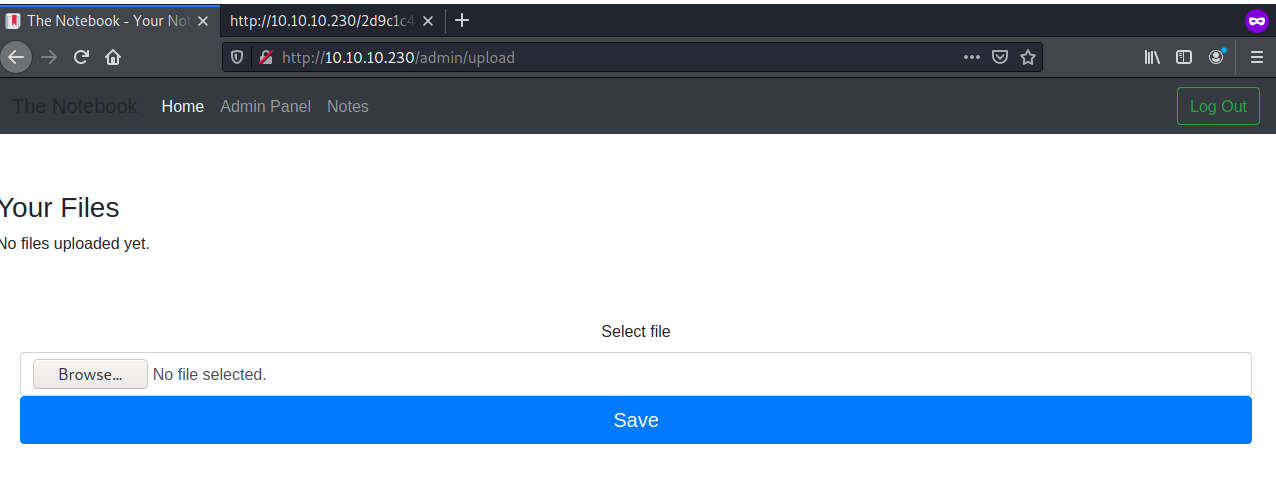 The Notebook - Your Not
http://10.10.10.230/2d9c1c4
http://10.10.10.230/admin/upload
The Notebook Home Admin Panel Notes Log Out
Your Files
No files uploaded yet.
Select file
Browse... No file selected.
Save